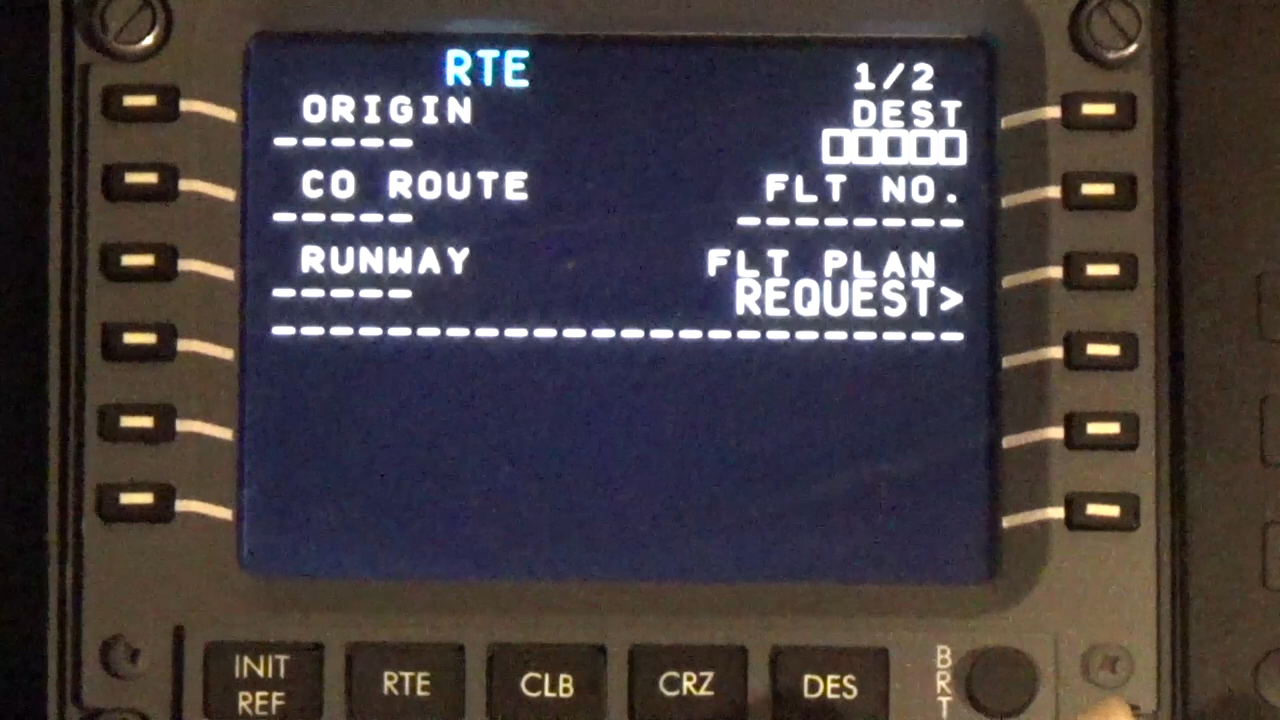 RTE 1/2
ORIGIN DEST
----- □□□□□
CO ROUTE FLT NO.
----- --------
RUNWAY FLT PLAN
----- REQUEST>
------------------------
INIT REF
RTE
CLB
CRZ
DES
BRT